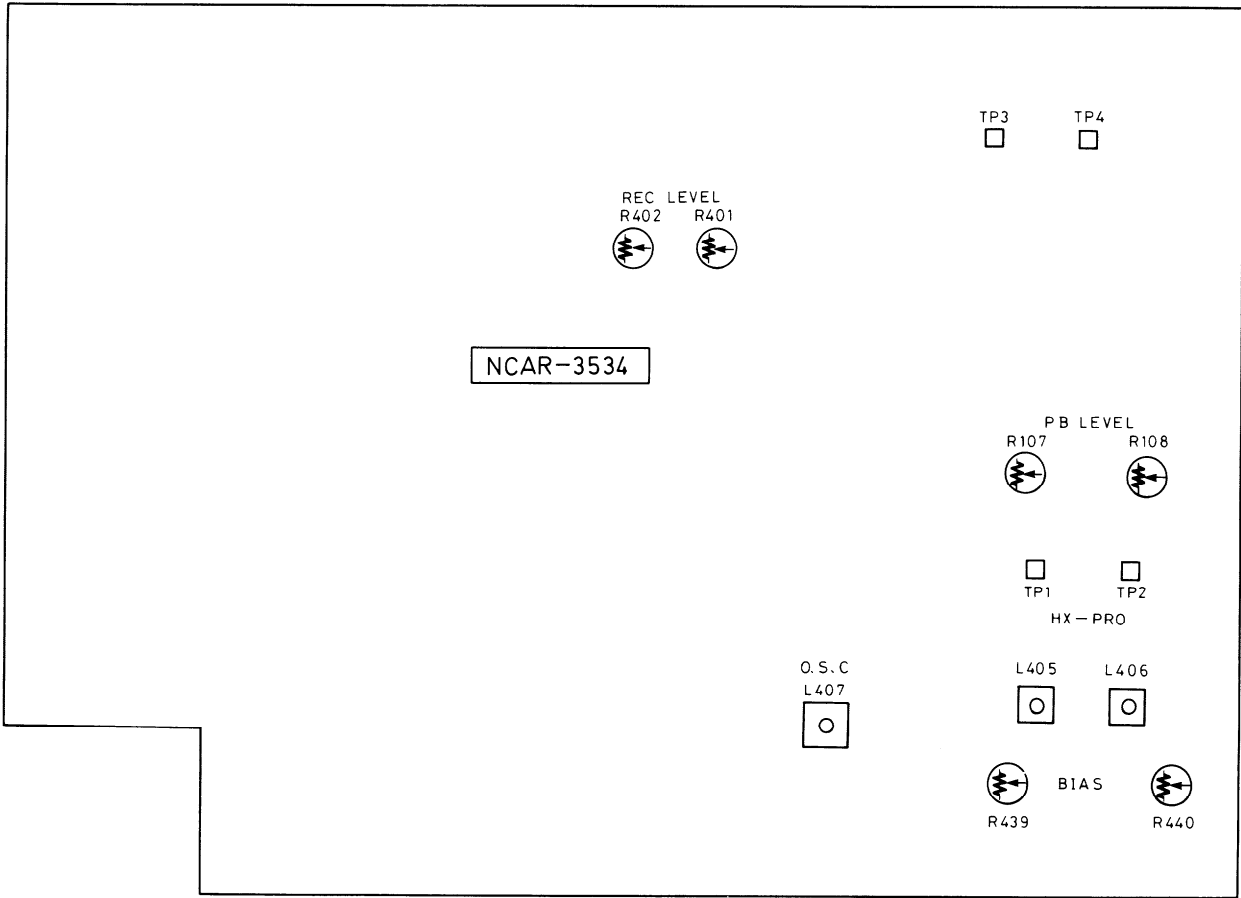 TP3 TP4
REC LEVEL
R402 R401
NCAR-3534
PB LEVEL
R107 R108
TP1 TP2
HX-PRO
O.S.C
L407
L405 L406
BIAS
R439 R440